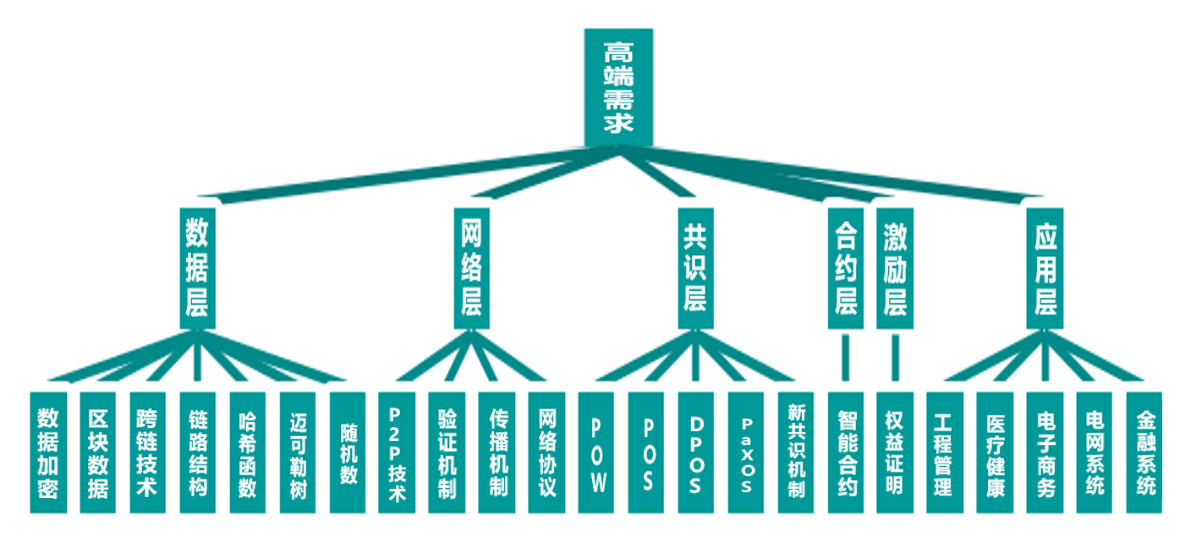 高端需求
数据层
网络层
共识层
合约层
激励层
应用层
数据加密
区块数据
跨链技术
链路结构
哈希函数
迈可勒树
随机数
P2P技术
验证机制
传播机制
网络协议
POW
POS
DPOS
PaXOS
新共识机制
智能合约
权益证明
工程管理
医疗健康
电子商务
电网系统
金融系统